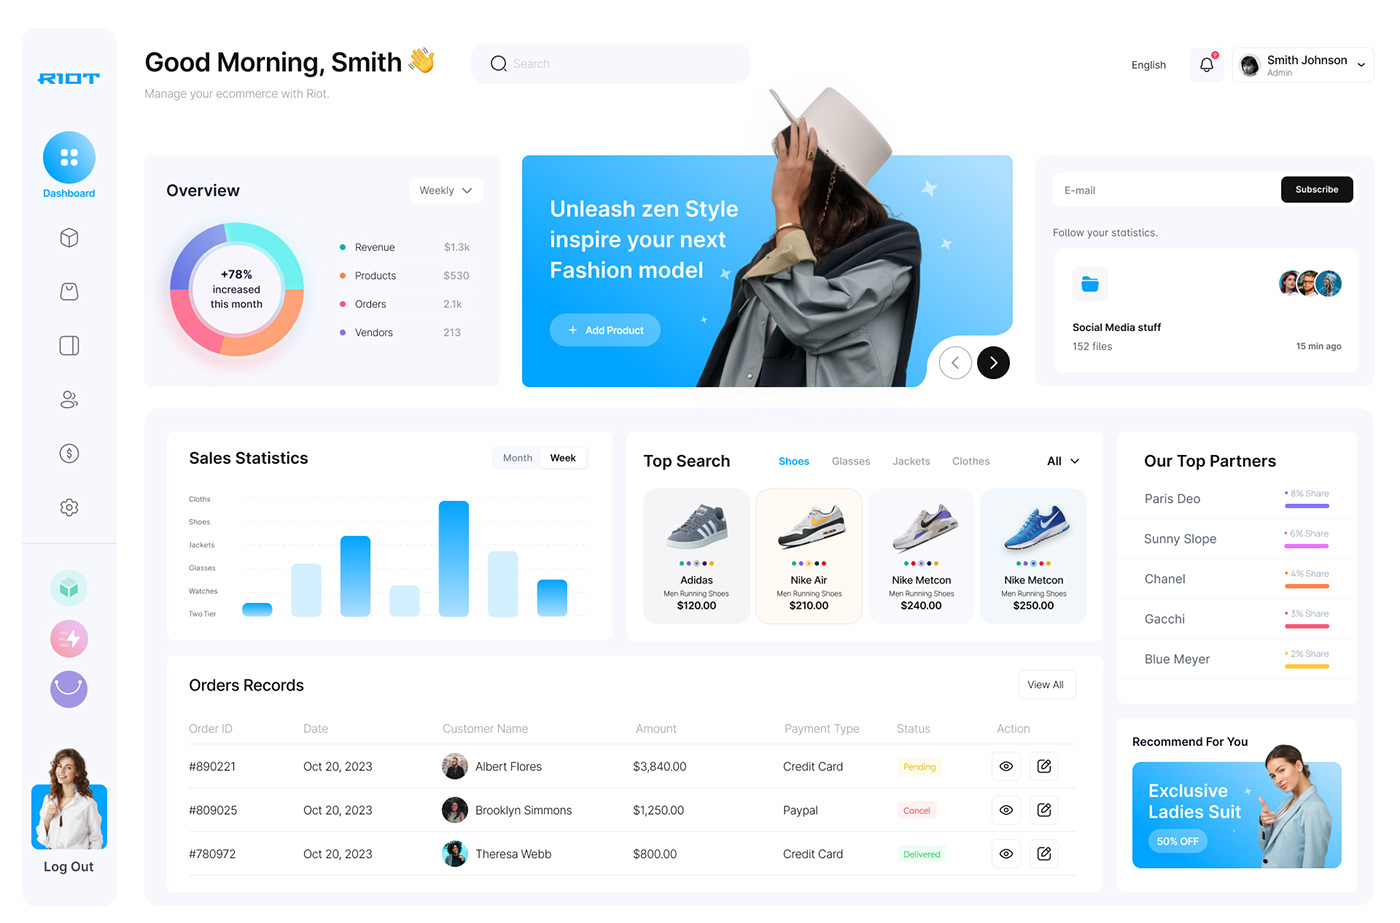 RIOT
Dashboard
Log Out
Good Morning, Smith
Manage your ecommerce with Riot.
Search
English
Smith Johnson
Admin
Overview
Weekly
+78%
increased
this month
Revenue $1.3k
Products $530
Orders 2.1k
Vendors 213
Unleash zen Style
inspire your next
Fashion model
+ Add Product
E-mail
Subscribe
Follow your statistics.
Social Media stuff
152 files
15 min ago
Sales Statistics
Month
Week
Cloths
Shoes
Jackets
Glasses
Watches
Two Tier
Top Search
Shoes
Glasses
Jackets
Clothes
All
Adidas
Men Running Shoes
$120.00
Nike Air
Men Running Shoes
$210.00
Nike Metcon
Men Running Shoes
$240.00
Nike Metcon
Men Running Shoes
$250.00
Our Top Partners
Paris Deo 8% Share
Sunny Slope 6% Share
Chanel 4% Share
Gacchi 3% Share
Blue Meyer 2% Share
Orders Records
View All
Order ID Date Customer Name Amount Payment Type Status Action
#890221 Oct 20, 2023 Albert Flores $3,840.00 Credit Card Pending
#809025 Oct 20, 2023 Brooklyn Simmons $1,250.00 Paypal Cancel
#780972 Oct 20, 2023 Theresa Webb $800.00 Credit Card Delivered
Recommend For You
Exclusive
Ladies Suit
50% OFF